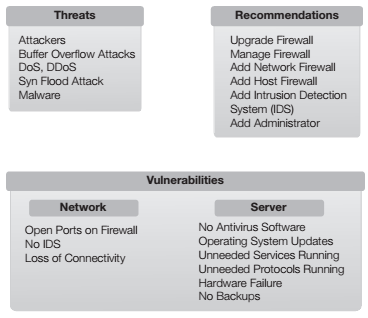 Threats
Attackers
Buffer Overflow Attacks
DoS, DDoS
Syn Flood Attack
Malware
Recommendations
Upgrade Firewall
Manage Firewall
Add Network Firewall
Add Host Firewall
Add Intrusion Detection
System (IDS)
Add Administrator
Vulnerabilities
Network
Open Ports on Firewall
No IDS
Loss of Connectivity
Server
No Antivirus Software
Operating System Updates
Unneeded Services Running
Unneeded Protocols Running
Hardware Failure
No Backups